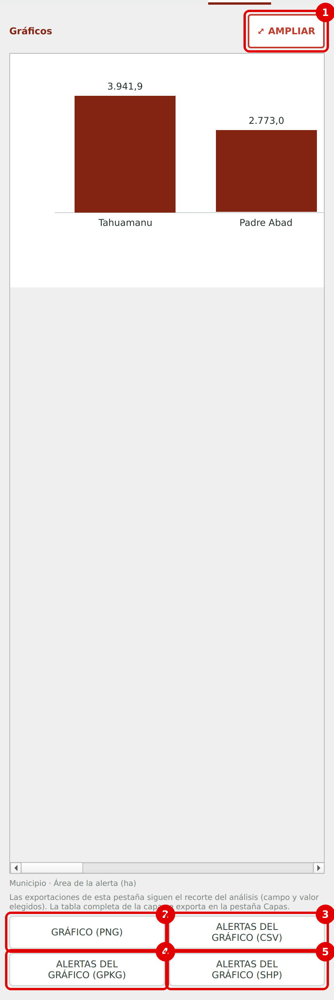 1
Gráficos
⤢ AMPLIAR
3.941,9
2.773,0
Tahuamanu
Padre Abad
Municipio · Área de la alerta (ha)
Las exportaciones de esta pestaña siguen el recorte del análisis (campo y valor
elegidos). La tabla completa de la capa exporta en la pestaña Capas.
2
3
GRÁFICO (PNG)
ALERTAS DEL
GRÁFICO (CSV)
4
5
ALERTAS DEL
GRÁFICO (GPKG)
ALERTAS DEL
GRÁFICO (SHP)